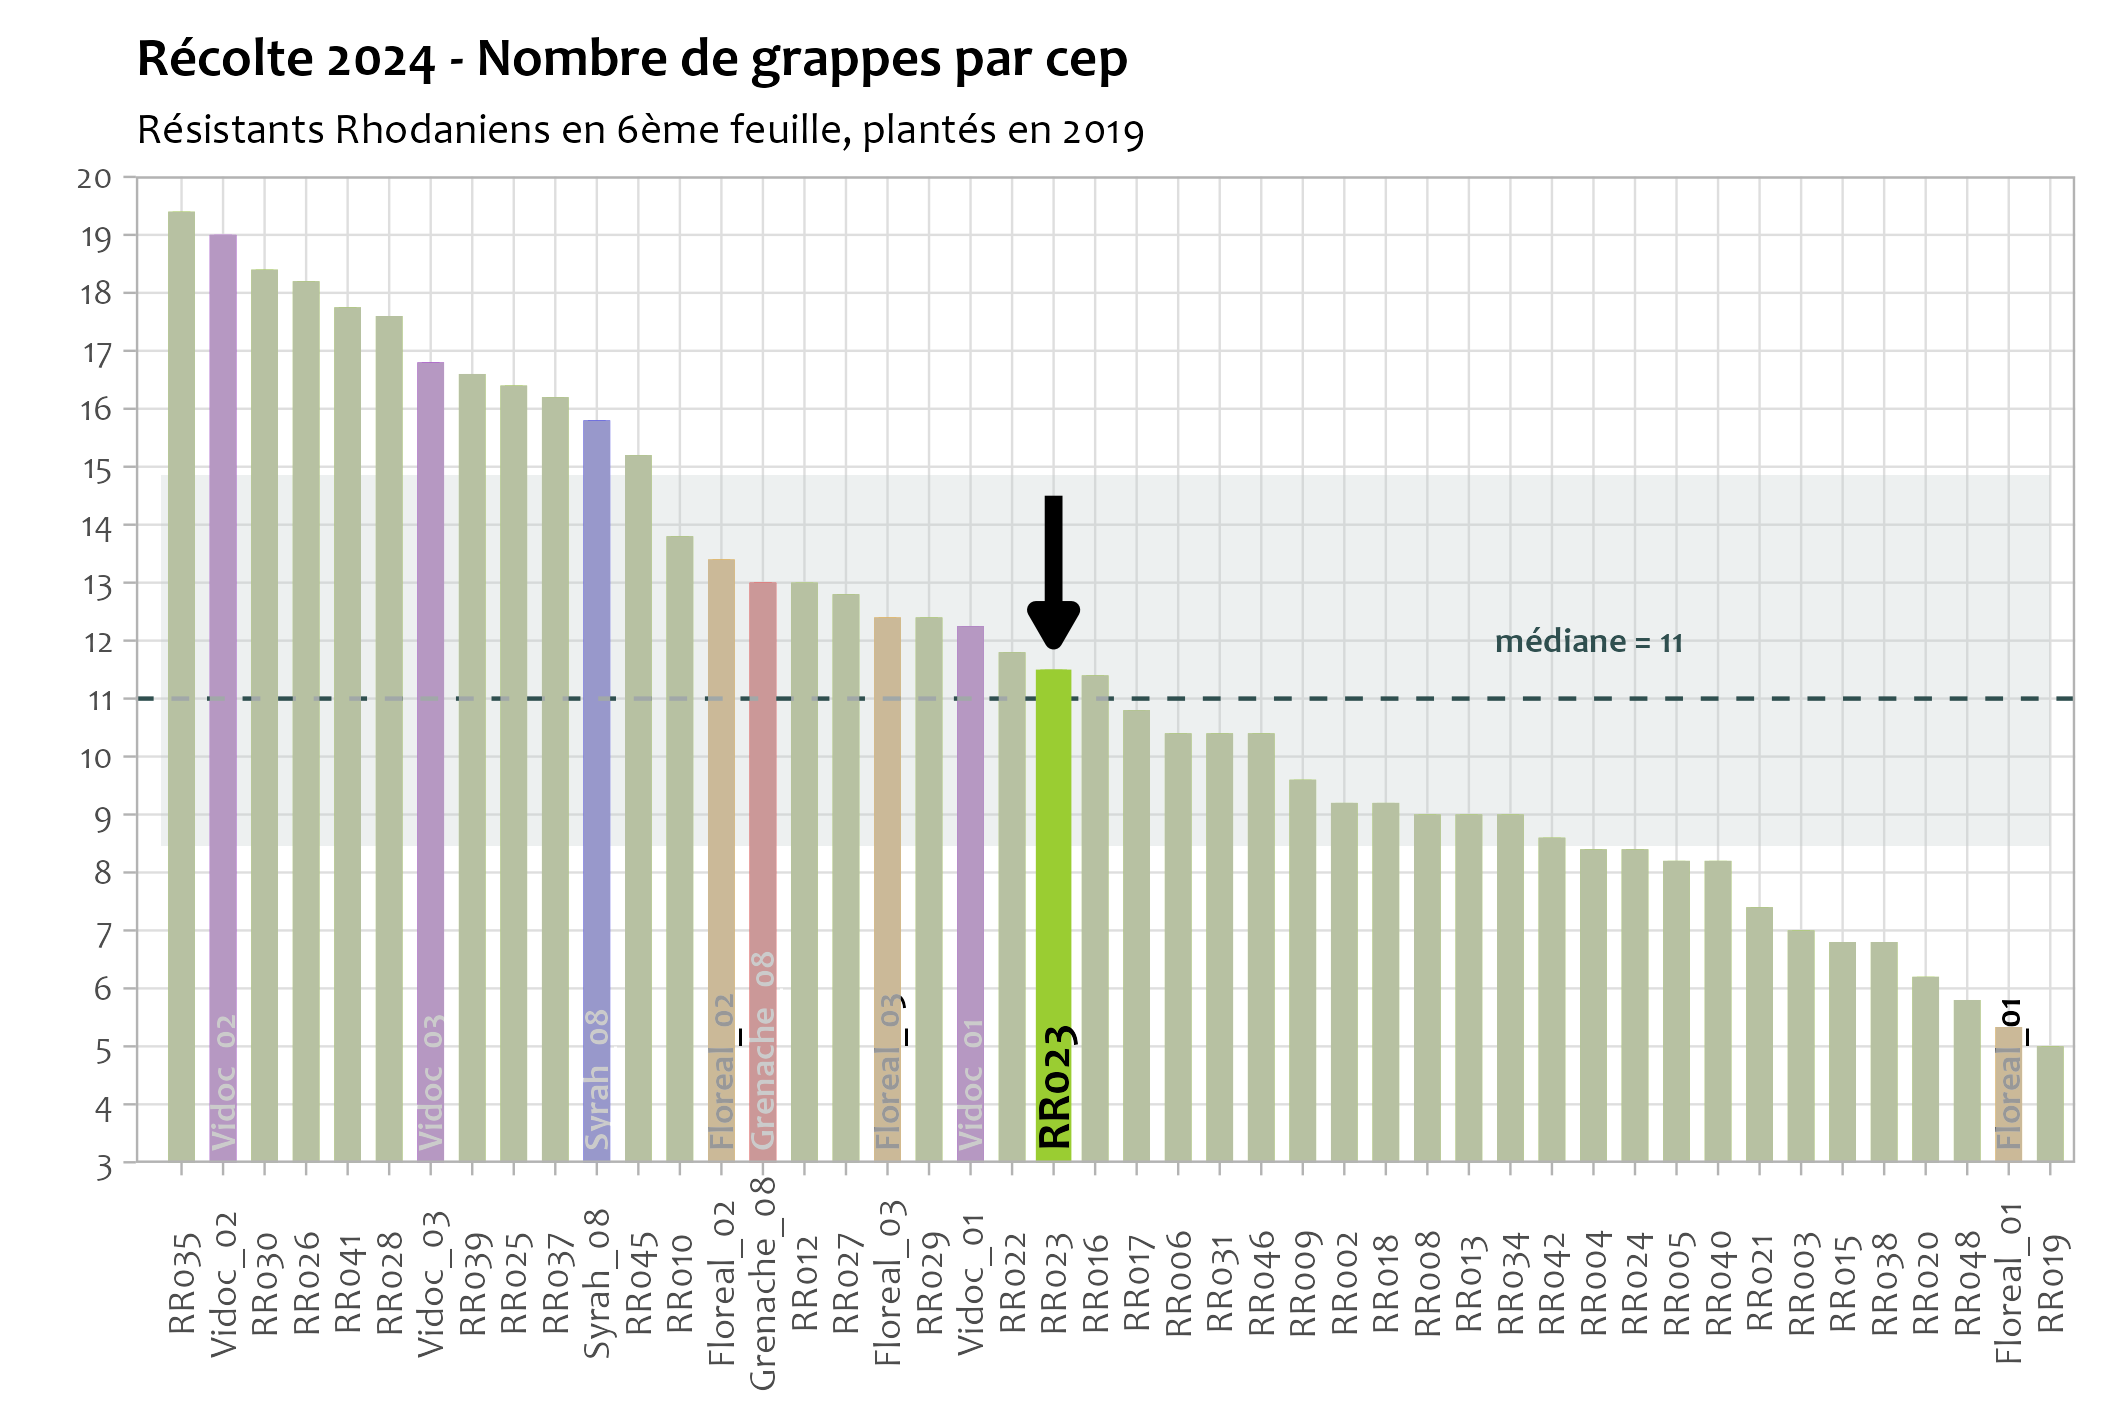 Récolte 2024 - Nombre de grappes par cep
Résistants Rhodaniens en 6ème feuille, plantés en 2019
20
19
18
17
16
15
14
13
12
11
10
9
8
7
6
5
4
3
médiane = 11
Vidoc_02
Vidoc_03
Syrah_08
Floreal_02
Grenache_08
Floreal_03
Vidoc_01
RR023
Floreal_01
RR035
Vidoc_02
RR030
RR026
RR041
RR028
Vidoc_03
RR039
RR025
RR037
Syrah_08
RR045
RR010
Floreal_02
Grenache_08
RR012
RR027
Floreal_03
RR029
Vidoc_01
RR022
RR023
RR016
RR017
RR006
RR031
RR046
RR009
RR002
RR018
RR008
RR013
RR034
RR042
RR004
RR024
RR005
RR040
RR021
RR003
RR015
RR038
RR020
RR048
Floreal_01
RR019